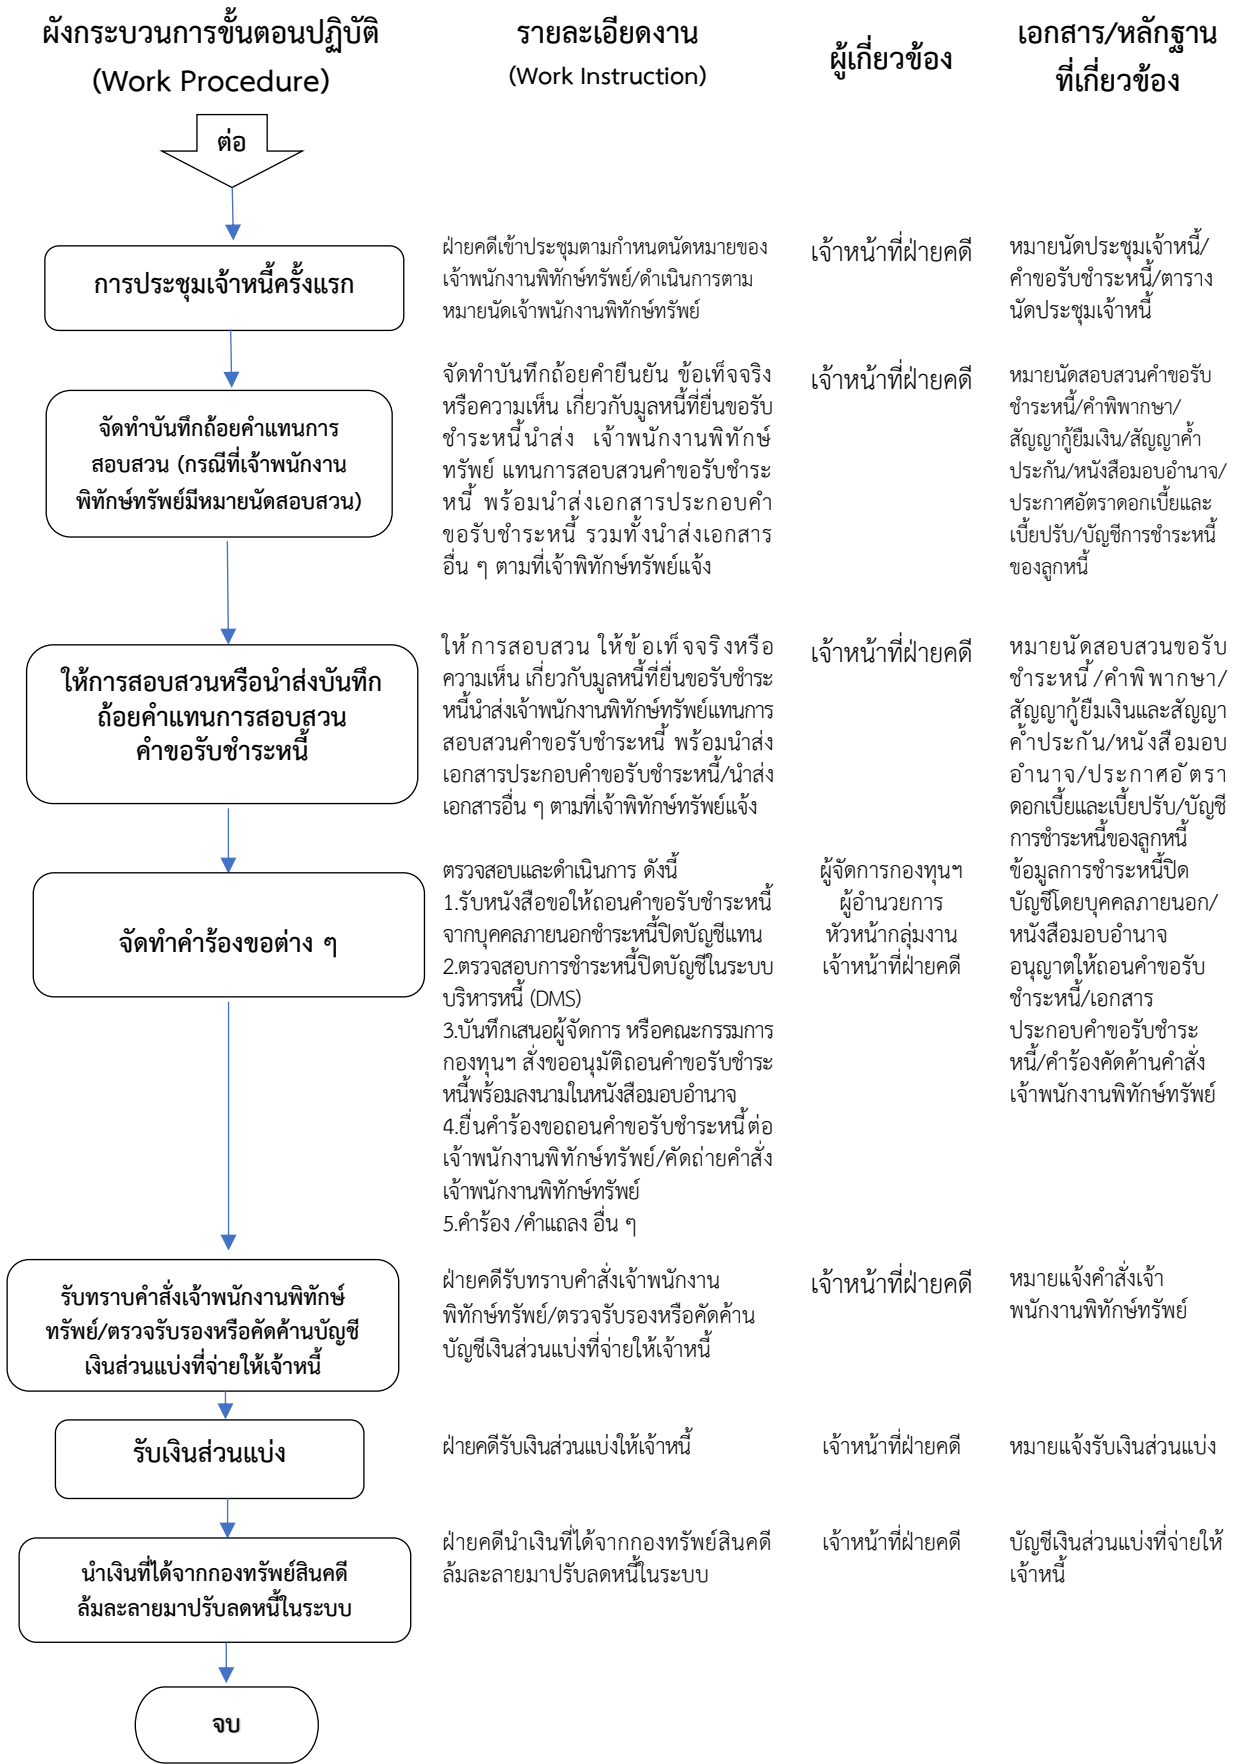 ผังกระบวนการขั้นตอนปฏิบัติ
(Work Procedure)
รายละเอียดงาน
(Work Instruction)
ผู้เกี่ยวข้อง
เอกสาร/หลักฐาน
ที่เกี่ยวข้อง
ต่อ
การประชุมเจ้าหนี้ครั้งแรก
ฝ่ายคดีเข้าประชุมตามกำหนดนัดหมายของ
เจ้าพนักงานพิทักษ์ทรัพย์/ดำเนินการตาม
หมายนัดเจ้าพนักงานพิทักษ์ทรัพย์
เจ้าหน้าที่ฝ่ายคดี
หมายนัดประชุมเจ้าหนี้/
คำขอรับชำระหนี้/ตาราง
นัดประชุมเจ้าหนี้
จัดทำบันทึกถ้อยคำแทนการ
สอบสวน (กรณีที่เจ้าพนักงาน
พิทักษ์ทรัพย์มีหมายนัดสอบสวน)
จัดทำบันทึกถ้อยคำยืนยัน ข้อเท็จจริง
หรือความเห็น เกี่ยวกับมูลหนี้ที่ยื่นขอรับ
ชำระหนี้นำส่ง เจ้าพนักงานพิทักษ์
ทรัพย์ แทนการสอบสวนคำขอรับชำระ
หนี้ พร้อมนำส่งเอกสารประกอบคำ
ขอรับชำระหนี้ รวมทั้งนำส่งเอกสาร
อื่น ๆ ตามที่เจ้าพิทักษ์ทรัพย์แจ้ง
เจ้าหน้าที่ฝ่ายคดี
หมายนัดสอบสวนคำขอรับ
ชำระหนี้/คำพิพากษา/
สัญญากู้ยืมเงิน/สัญญาค้ำ
ประกัน/หนังสือมอบอำนาจ/
ประกาศอัตราดอกเบี้ยและ
เบี้ยปรับ/บัญชีการชำระหนี้
ของลูกหนี้
ให้การสอบสวนหรือนำส่งบันทึก
ถ้อยคำแทนการสอบสวน
คำขอรับชำระหนี้
ให้การสอบสวน ให้ข้อเท็จจริงหรือ
ความเห็น เกี่ยวกับมูลหนี้ที่ยื่นขอรับชำระ
หนี้นำส่งเจ้าพนักงานพิทักษ์ทรัพย์แทนการ
สอบสวนคำขอรับชำระหนี้ พร้อมนำส่ง
เอกสารประกอบคำขอรับชำระหนี้/นำส่ง
เอกสารอื่น ๆ ตามที่เจ้าพิทักษ์ทรัพย์แจ้ง
เจ้าหน้าที่ฝ่ายคดี
หมายนัดสอบสวนขอรับ
ชำระหนี้/คำพิพากษา/
สัญญากู้ยืมเงินและสัญญา
ค้ำประกัน/หนังสือมอบ
อำนาจ/ประกาศอัตรา
ดอกเบี้ยและเบี้ยปรับ/บัญชี
การชำระหนี้ของลูกหนี้
จัดทำคำร้องขอต่าง ๆ
ตรวจสอบและดำเนินการ ดังนี้
1.รับหนังสือขอให้ถอนคำขอรับชำระหนี้
จากบุคคลภายนอกชำระหนี้ปิดบัญชีแทน
2.ตรวจสอบการชำระหนี้ปิดบัญชีในระบบ
บริหารหนี้ (DMS)
3.บันทึกเสนอผู้จัดการ หรือคณะกรรมการ
กองทุนฯ สั่งขออนุมัติถอนคำขอรับชำระ
หนี้พร้อมลงนามในหนังสือมอบอำนาจ
4.ยื่นคำร้องขอถอนคำขอรับชำระหนี้ต่อ
เจ้าพนักงานพิทักษ์ทรัพย์/คัดถ่ายคำสั่ง
เจ้าพนักงานพิทักษ์ทรัพย์
5.คำร้อง /คำแถลง อื่น ๆ
ผู้จัดการกองทุนฯ
ผู้อำนวยการ
หัวหน้ากลุ่มงาน
เจ้าหน้าที่ฝ่ายคดี
ข้อมูลการชำระหนี้ปิด
บัญชีโดยบุคคลภายนอก/
หนังสือมอบอำนาจ
อนุญาตให้ถอนคำขอรับ
ชำระหนี้/เอกสาร
ประกอบคำขอรับชำระ
หนี้/คำร้องคัดค้านคำสั่ง
เจ้าพนักงานพิทักษ์ทรัพย์
รับทราบคำสั่งเจ้าพนักงานพิทักษ์
ทรัพย์/ตรวจรับรองหรือคัดค้านบัญชี
เงินส่วนแบ่งที่จ่ายให้เจ้าหนี้
ฝ่ายคดีรับทราบคำสั่งเจ้าพนักงาน
พิทักษ์ทรัพย์/ตรวจรับรองหรือคัดค้าน
บัญชีเงินส่วนแบ่งที่จ่ายให้เจ้าหนี้
เจ้าหน้าที่ฝ่ายคดี
หมายแจ้งคำสั่งเจ้า
พนักงานพิทักษ์ทรัพย์
รับเงินส่วนแบ่ง
ฝ่ายคดีรับเงินส่วนแบ่งให้เจ้าหนี้
เจ้าหน้าที่ฝ่ายคดี
หมายแจ้งรับเงินส่วนแบ่ง
นำเงินที่ได้จากกองทรัพย์สินคดี
ล้มละลายมาปรับลดหนี้ในระบบ
ฝ่ายคดีนำเงินที่ได้จากกองทรัพย์สินคดี
ล้มละลายมาปรับลดหนี้ในระบบ
เจ้าหน้าที่ฝ่ายคดี
บัญชีเงินส่วนแบ่งที่จ่ายให้
เจ้าหนี้
จบ